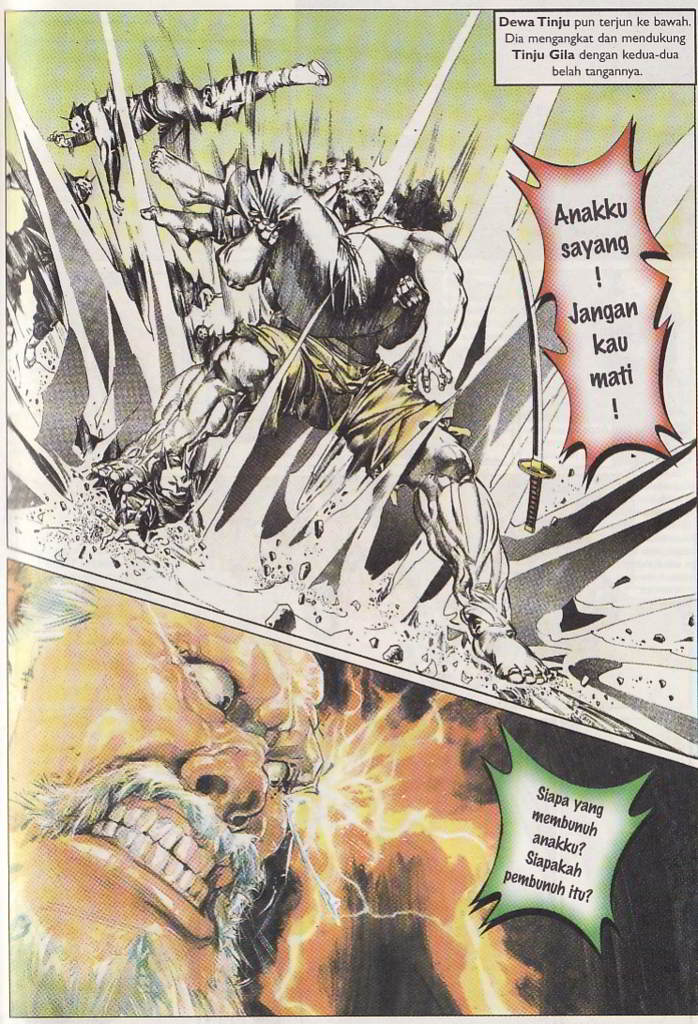 Dewa Tinju pun terjun ke bawah.
Dia mengangkat dan mendukung
Tinju Gila dengan kedua-dua
belah tangannya.
Anakku
sayang
!
Jangan
kau
mati
!
Siapa yang
membunuh
anakku?
Siapakah
pembunuh itu?